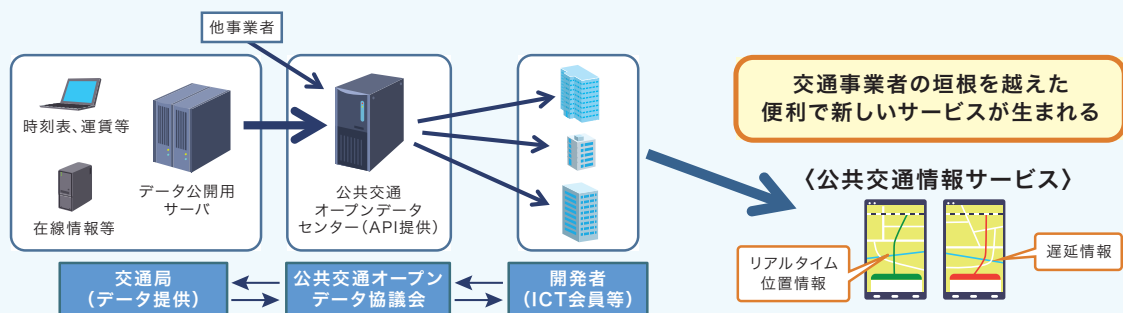 他事業者
時刻表、運賃等
在線情報等
データ公開用
サーバ
公共交通
オープンデータ
センター(API提供)
交通局
(データ提供)
公共交通オープン
データ協議会
開発者
(ICT会員等)
交通事業者の垣根を越えた
便利で新しいサービスが生まれる
〈公共交通情報サービス〉
リアルタイム
位置情報
遅延情報